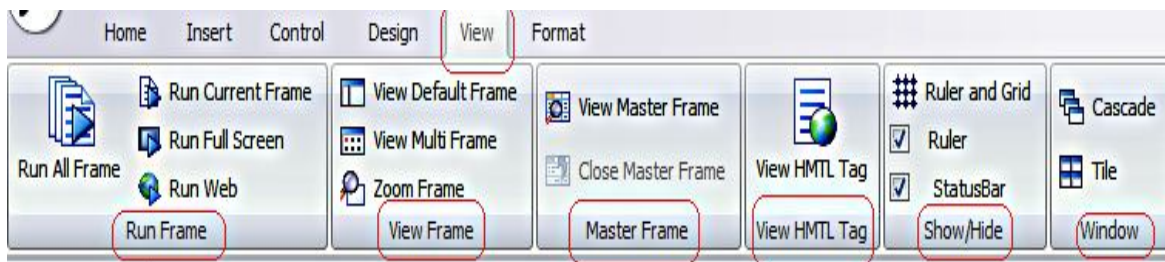 Home Insert Control Design View Format
Run All Frame
Run Current Frame
Run Full Screen
Run Web
Run Frame
View Default Frame
View Multi Frame
Zoom Frame
View Frame
View Master Frame
Close Master Frame
Master Frame
View HMTL Tag
View HMTL Tag
Ruler and Grid
Ruler
StatusBar
Show/Hide
Cascade
Tile
Window